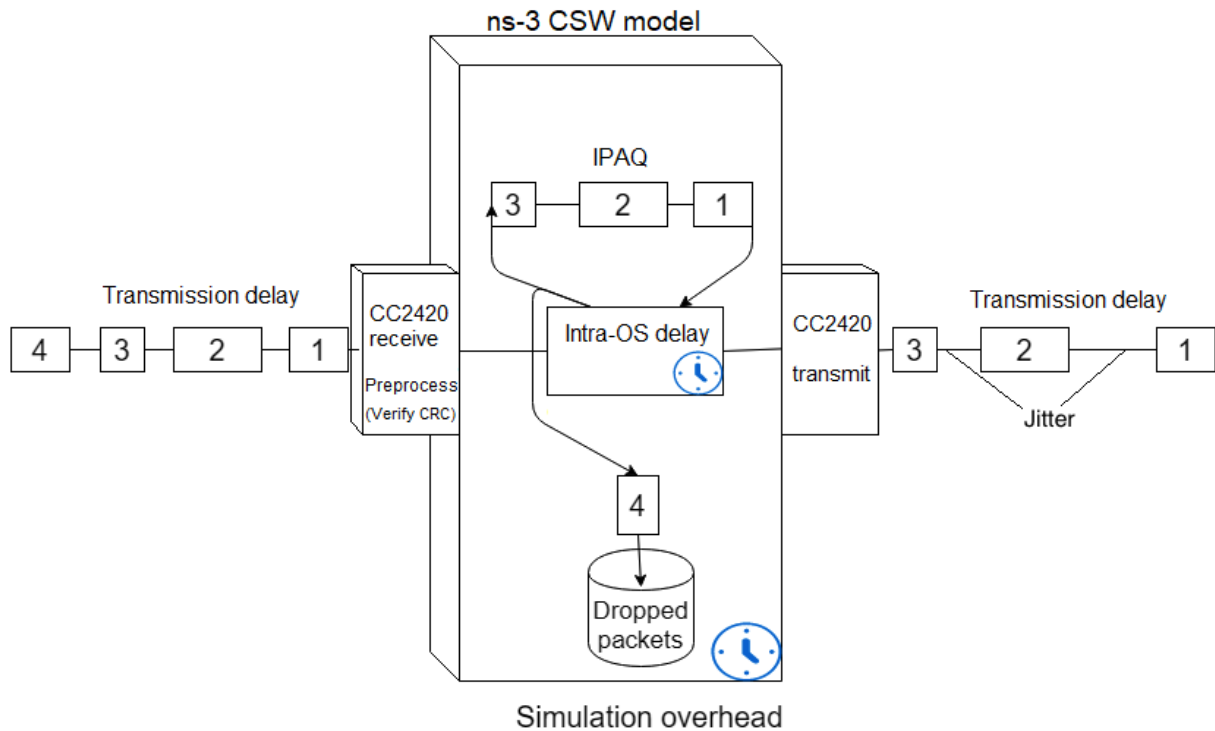 ns-3 CSW model
IPAQ
3 2 1
Transmission delay
4 3 2 1
CC2420
receive
Preprocess
(Verify CRC)
Intra-OS delay
CC2420
transmit
Transmission delay
3 2 1
Jitter
4
Dropped
packets
Simulation overhead